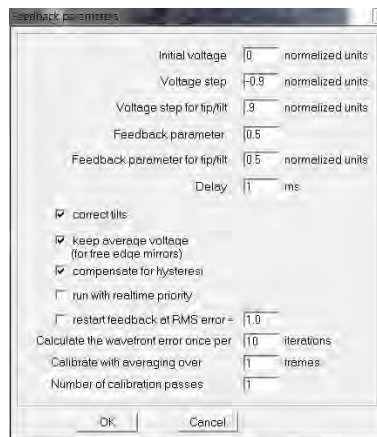 Feedback parameters
Initial voltage 0 normalized units
Voltage step -0.9 normalized units
Voltage step for tip/tilt .9 normalized units
Feedback parameter 0.5
Feedback parameter for tip/tilt 0.5 normalized units
Delay 1 ms
correct tilts
keep average voltage
(for free edge mirrors)
compensate for hysteresi
run with realtime priority
restart feedback at RMS error = 1.0
Calculate the wavefront error once per 10 iterations
Calibrate with averaging over 1 frames
Number of calibration passes 1
OK Cancel